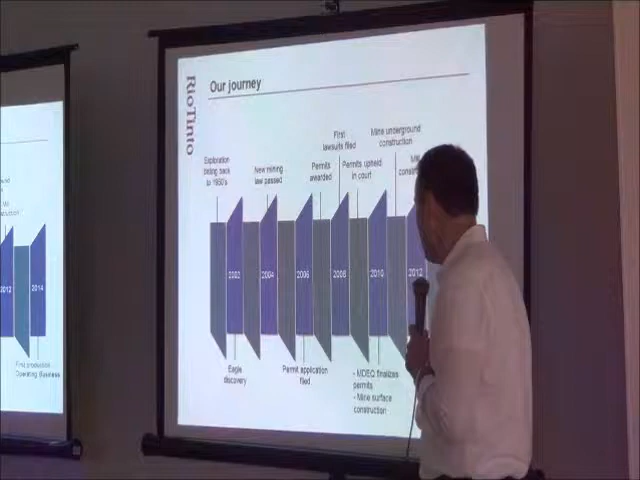 Our journey
RioTinto
First
lawsuits filed
Mine underground
construction
Exploration
dating back
to 1950's
New mining
law passed
Permits
awarded
Permits upheld
in court
2002
2004
2006
2008
2010
2012
Eagle
discovery
Permit application
filed
- MDEQ finalizes
permits
- Mine surface
construction
2012
2014
First production
Operating Business